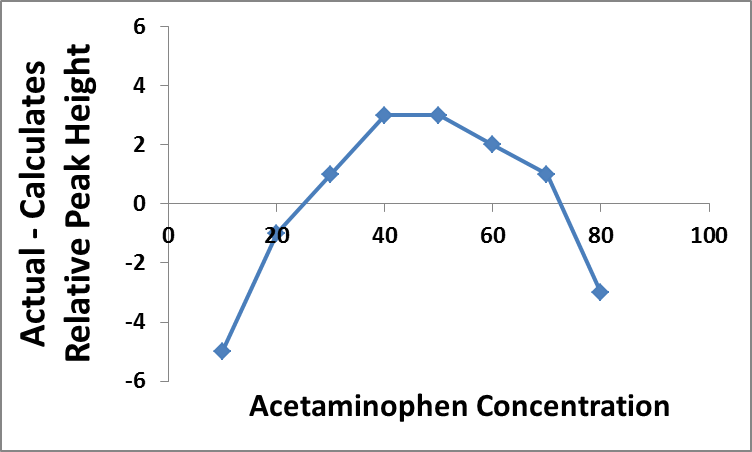 Actual - Calculates
Relative Peak Height
6
4
2
0
-2
-4
-6
0 20 40 60 80 100
Acetaminophen Concentration